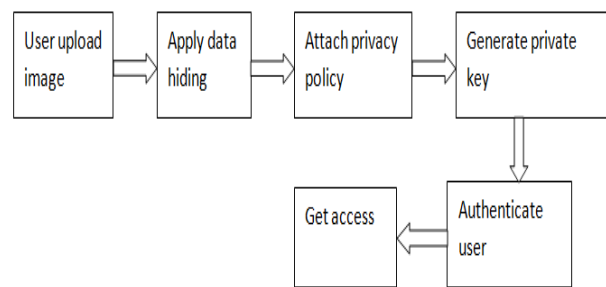 User upload
image
Apply data
hiding
Attach privacy
policy
Generate private
key
Authenticate
user
Get access